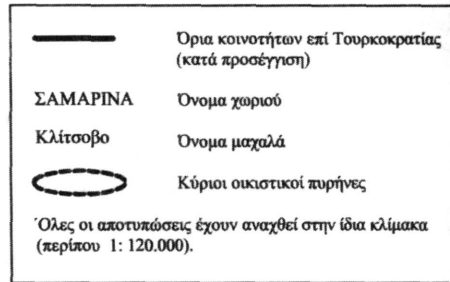 Όρια κοινοτήτων επί Τουρκοκρατίας
(κατά προσέγγιση)
ΣΑΜΑΡΙΝΑ Όνομα χωριού
Κλίτσοβο Όνομα μαχαλά
Κύριοι οικιστικοί πυρήνες
Όλες οι αποτυπώσεις έχουν αναχθεί στην ίδια κλίμακα
(περίπου 1: 120.000).